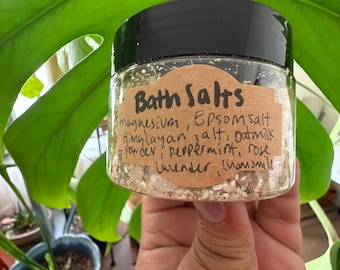 Bath Salts
magnesium, Epsom salt
Himalayan salt, oatmilk
powder, peppermint, rose
lavender, chamomile